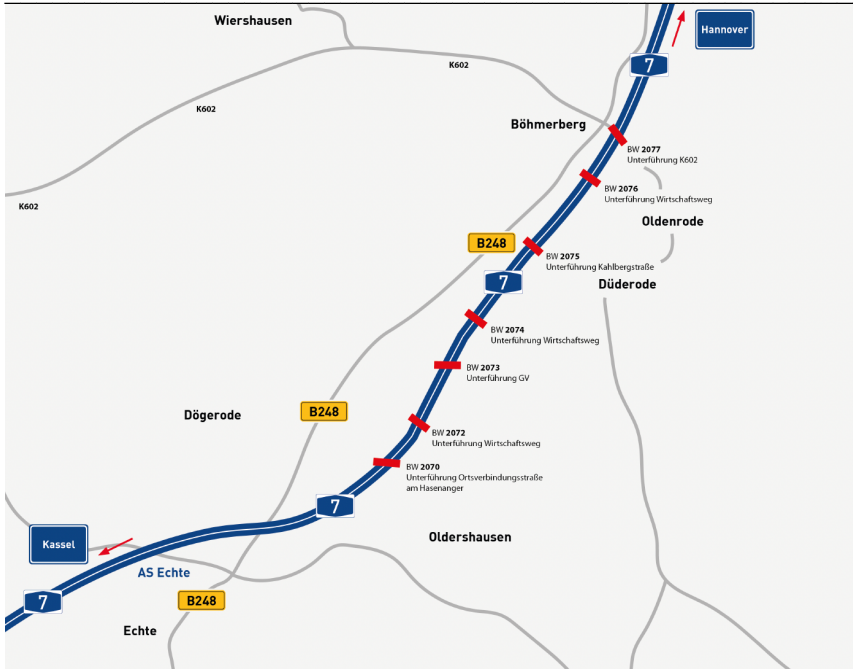 Wiershausen
Hannover
7
K602
K602
Böhmerberg
BW 2077
Unterführung K602
BW 2076
Unterführung Wirtschaftsweg
K602
Oldenrode
B248
BW 2075
Unterführung Kahlbergstraße
7
Düderode
BW 2074
Unterführung Wirtschaftsweg
BW 2073
Unterführung GV
Dögerode
B248
BW 2072
Unterführung Wirtschaftsweg
BW 2070
Unterführung Ortsverbindungsstraße
am Hasenanger
7
Oldershausen
Kassel
AS Echte
7
B248
Echte